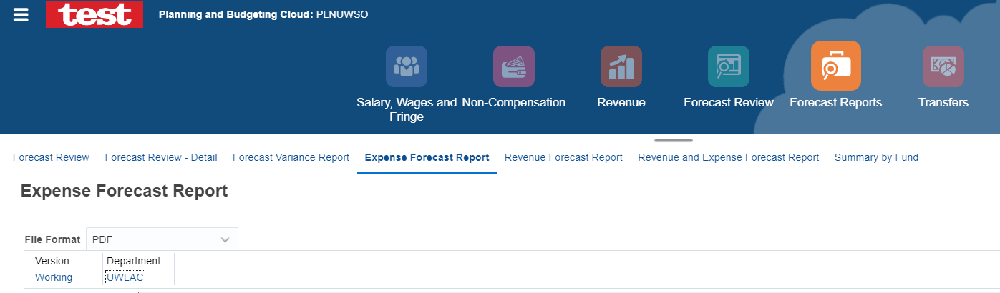 test Planning and Budgeting Cloud: PLNUWSO
Salary, Wages and Fringe
Non-Compensation
Revenue
Forecast Review
Forecast Reports
Transfers
Forecast Review Forecast Review - Detail Forecast Variance Report Expense Forecast Report Revenue Forecast Report Revenue and Expense Forecast Report Summary by Fund
Expense Forecast Report
File Format PDF
Version Department
Working UWLAC